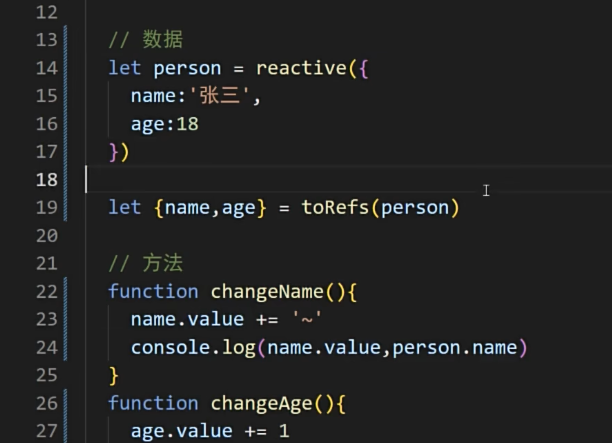 12
13 // 数据
14 let person = reactive({
15 name:'张三',
16 age:18
17 })
18
19 let {name,age} = toRefs(person)
20
21 // 方法
22 function changeName(){
23 name.value += '~'
24 console.log(name.value,person.name)
25 }
26 function changeAge(){
27 age.value += 1